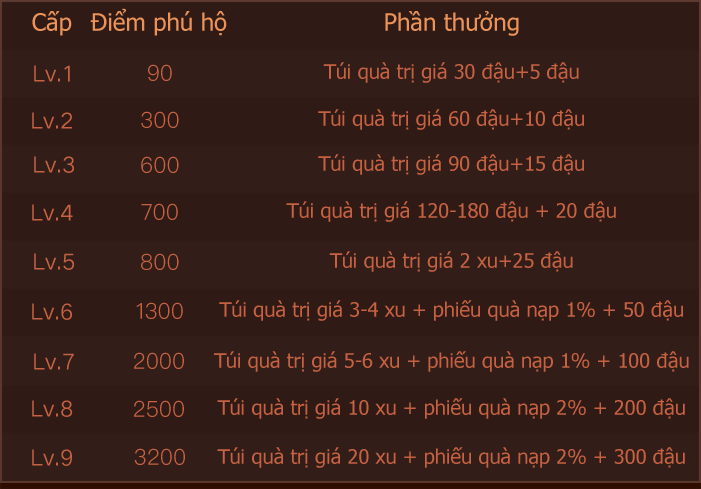 Cấp Điểm phú hộ Phần thưởng
Lv.1 90 Túi quà trị giá 30 đậu+5 đậu
Lv.2 300 Túi quà trị giá 60 đậu+10 đậu
Lv.3 600 Túi quà trị giá 90 đậu+15 đậu
Lv.4 700 Túi quà trị giá 120-180 đậu + 20 đậu
Lv.5 800 Túi quà trị giá 2 xu+25 đậu
Lv.6 1300 Túi quà trị giá 3-4 xu + phiếu quà nạp 1% + 50 đậu
Lv.7 2000 Túi quà trị giá 5-6 xu + phiếu quà nạp 1% + 100 đậu
Lv.8 2500 Túi quà trị giá 10 xu + phiếu quà nạp 2% + 200 đậu
Lv.9 3200 Túi quà trị giá 20 xu + phiếu quà nạp 2% + 300 đậu